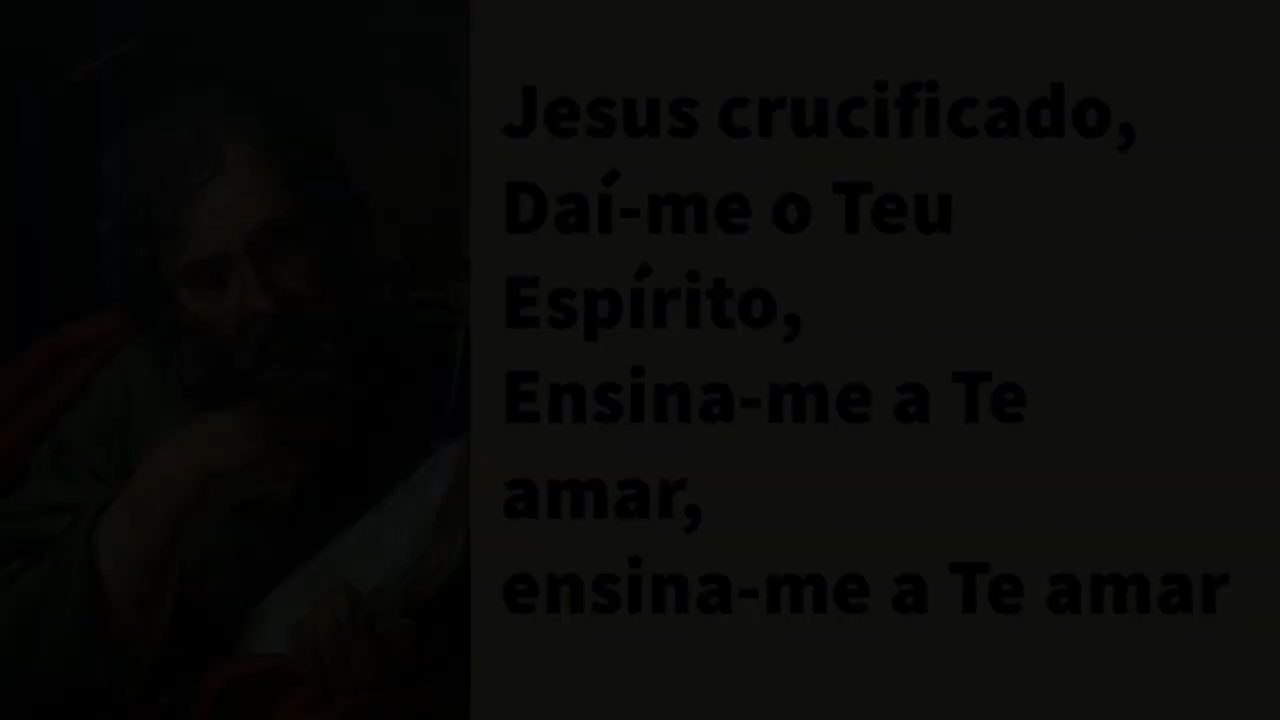 Jesus crucificado,
Daí-me o Teu
Espírito,
Ensina-me a Te
amar,
ensina-me a Te amar